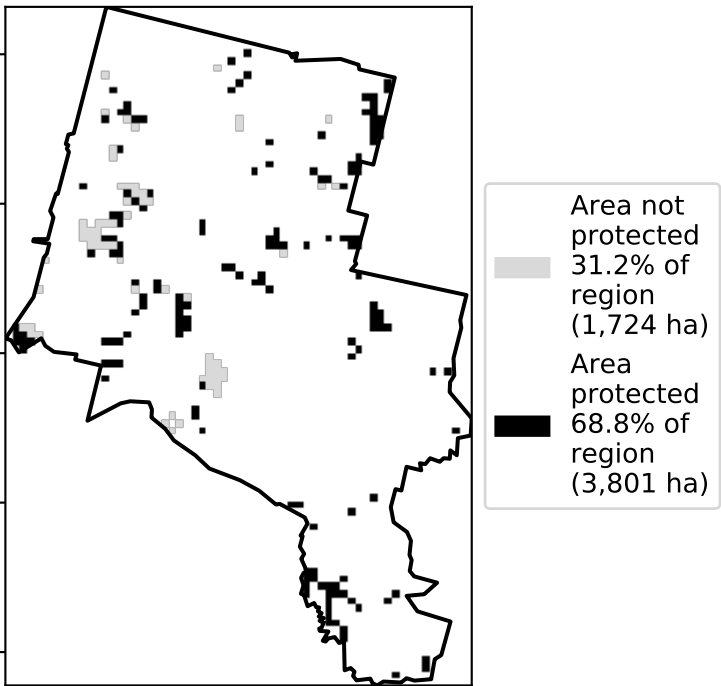 Area not
protected
31.2% of
region
(1,724 ha)
Area
protected
68.8% of
region
(3,801 ha)